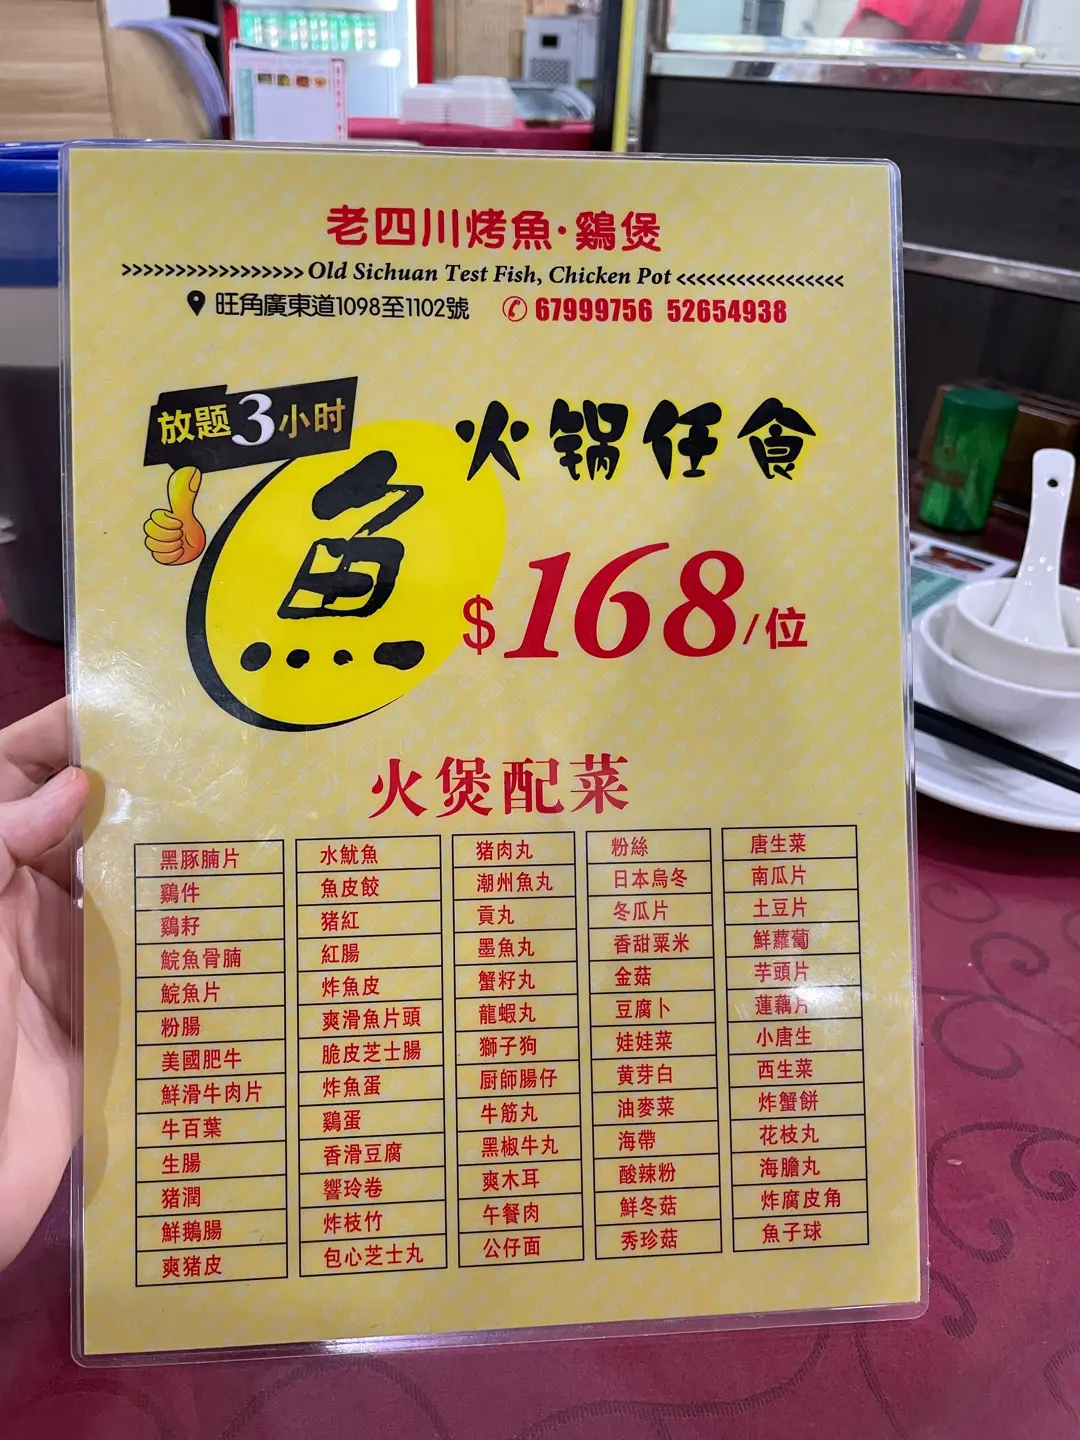 老四川烤魚·鷄煲
>>>>>>>>>>>>>>>>> Old Sichuan Test Fish, Chicken Pot <<<<<<<<<<<<<<<<<
旺角廣東道1098至1102號 67999756 52654938
放题3小时
火锅任食
魚
$168/位
火煲配菜
黑豚腩片
鷄件
鷄籽
鯇魚骨腩
鯇魚片
粉腸
美國肥牛
鮮滑牛肉片
牛百葉
生腸
猪潤
鮮鵝腸
爽猪皮
水魷魚
魚皮餃
猪紅
紅腸
炸魚皮
爽滑魚片頭
脆皮芝士腸
炸魚蛋
鷄蛋
香滑豆腐
響玲卷
炸枝竹
包心芝士丸
猪肉丸
潮州魚丸
貢丸
墨魚丸
蟹籽丸
龍蝦丸
獅子狗
厨師腸仔
牛筋丸
黑椒牛丸
爽木耳
午餐肉
公仔面
粉絲
日本烏冬
冬瓜片
香甜粟米
金菇
豆腐卜
娃娃菜
黄芽白
油麥菜
海帶
酸辣粉
鮮冬菇
秀珍菇
唐生菜
南瓜片
土豆片
鮮蘿蔔
芋頭片
蓮藕片
小唐生
西生菜
炸蟹餅
花枝丸
海膽丸
炸腐皮角
魚子球